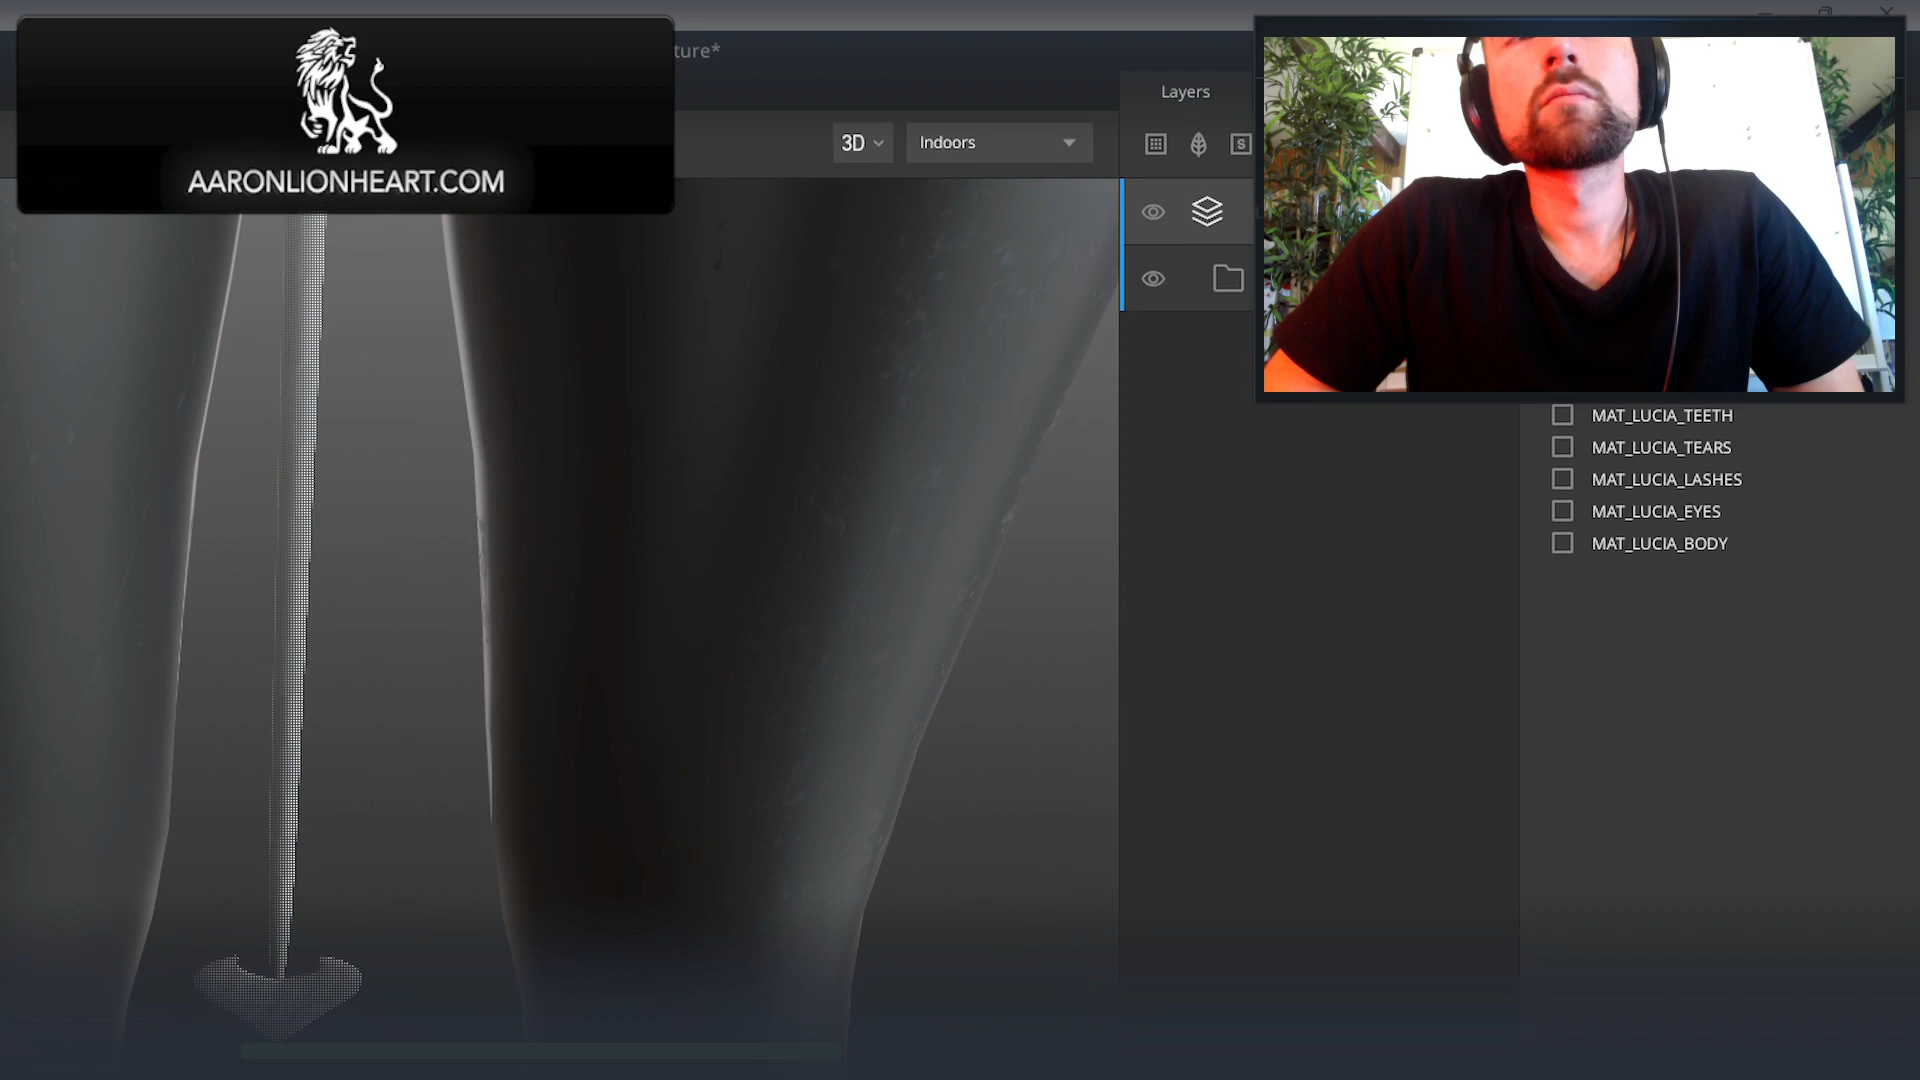 ture*
AARONLIONHEART.COM
3D
Indoors
Layers
S
MAT_LUCIA_TEETH
MAT_LUCIA_TEARS
MAT_LUCIA_LASHES
MAT_LUCIA_EYES
MAT_LUCIA_BODY